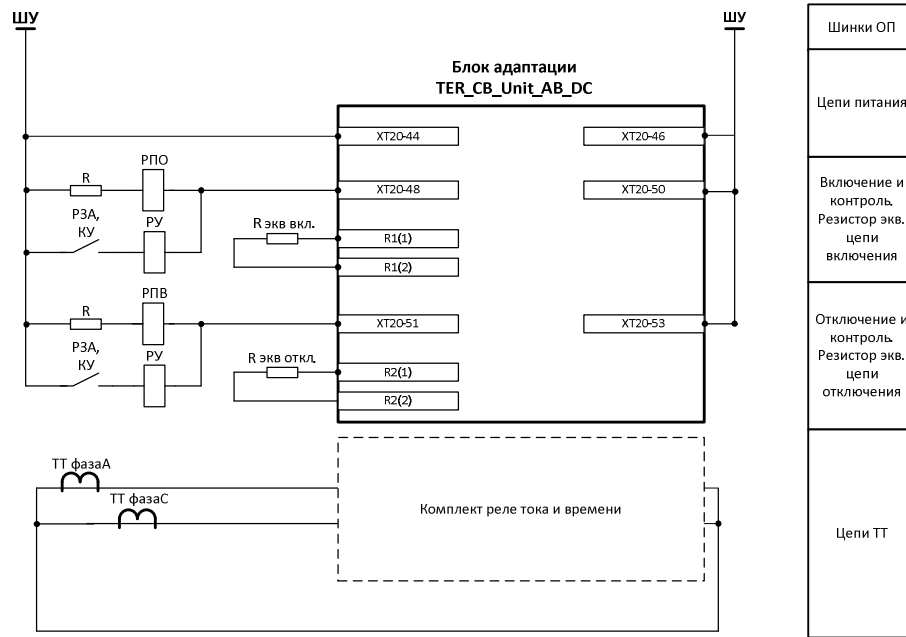 ШУ
ШУ
Блок адаптации
TER_CB_Unit_AB_DC
XT20-44
XT20-46
R
РПО
XT20-48
XT20-50
РЗА,
КУ
РУ
R экв вкл.
R1(1)
R1(2)
R
РПВ
XT20-51
XT20-53
РЗА,
КУ
РУ
R экв откл.
R2(1)
R2(2)
ТТ фазаА
ТТ фазаС
Комплект реле тока и времени
Шинки ОП
Цепи питания
Включение и
контроль.
Резистор экв.
цепи
включения
Отключение и
контроль.
Резистор экв.
цепи
отключения
Цепи ТТ